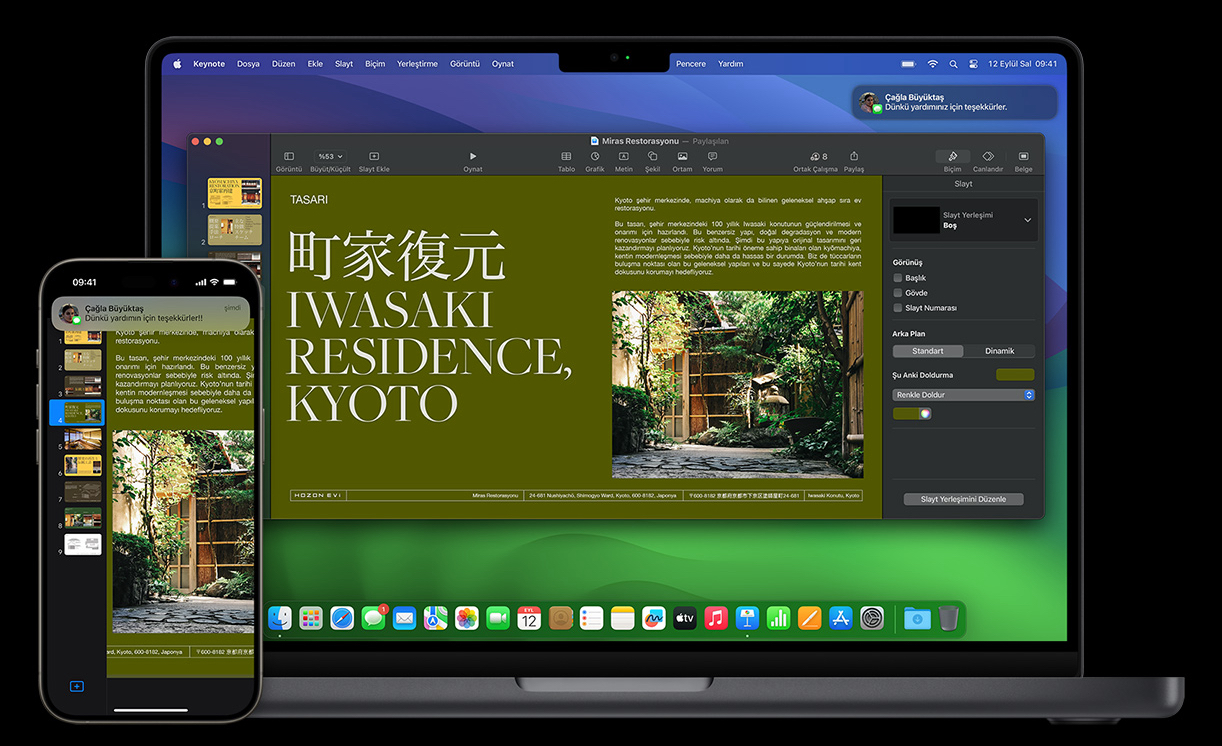 Keynote Dosya Düzen Ekle Slayt Biçim Yerleştirme Görüntü Oynat Pencere Yardım 12 Eylül Sal 09:41
Çağla Büyüktaş
Dünkü yardımınız için teşekkürler.
Miras Restorasyonu — Paylaşılan
%53 8
Görüntü Büyüt/Küçült Slayt Ekle Oynat Tablo Grafik Metin Şekil Ortam Yorum Ortak Çalışma Paylaş Biçim Canlandır Belge
1
2
TASARI
町家復元
IWASAKI
RESIDENCE,
KYOTO
Kyoto şehir merkezinde, machiya olarak da bilinen geleneksel ahşap sıra ev
restorasyonu.
Bu tasarı, şehir merkezindeki 100 yıllık Iwasaki konutunun güçlendirilmesi ve
onarımı için hazırlandı. Bu benzersiz yapı, doğal degradasyon ve modern
renovasyonlar sebebiyle risk altında. Şimdi bu yapıya orijinal tasarımını geri
kazandırmayı planlıyoruz. Kyoto'nun tarihi öneme sahip binaları olan kyōmachiya,
kentin modernleşmesi sebebiyle daha da hassas bir durumda. Biz de tüccarların
buluşma noktası olan bu geleneksel yapıları ve bu sayede Kyoto'nun tarihi kent
dokusunu korumayı hedefliyoruz.
HOZON EVİ Miras Restorasyonu 24-681 Nushiyachō, Shimogyo Ward, Kyoto, 600-8182, Japonya 〒600-8182 京都府京都市下京区塗師屋町24-681 Iwasaki Konutu, Kyoto
Slayt
Slayt Yerleşimi
Boş
Görünüş
Başlık
Gövde
Slayt Numarası
Arka Plan
Standart Dinamik
Şu Anki Doldurma
Renkle Doldur
Slayt Yerleşimini Düzenle
1
EYL
12
tv
09:41
Çağla Büyüktaş şimdi
Dünkü yardımın için teşekkürler!!
Kyoto şehir merkezinde, machiya olarak
restorasyonu.
Bu tasarı, şehir merkezindeki 100 yıllık
onarımı için hazırlandı. Bu benzersiz y
renovasyonlar sebebiyle risk altında. Şi
kazandırmayı planlıyoruz. Kyoto'nun tarihi
kentin modernleşmesi sebebiyle daha da
buluşma noktası olan bu geleneksel yapı
dokusunu korumayı hedefliyoruz.
1
2
3
4
5
6
7
8
9
ard, Kyoto, 600-8182, Japonya 〒600-8182 京都府京都